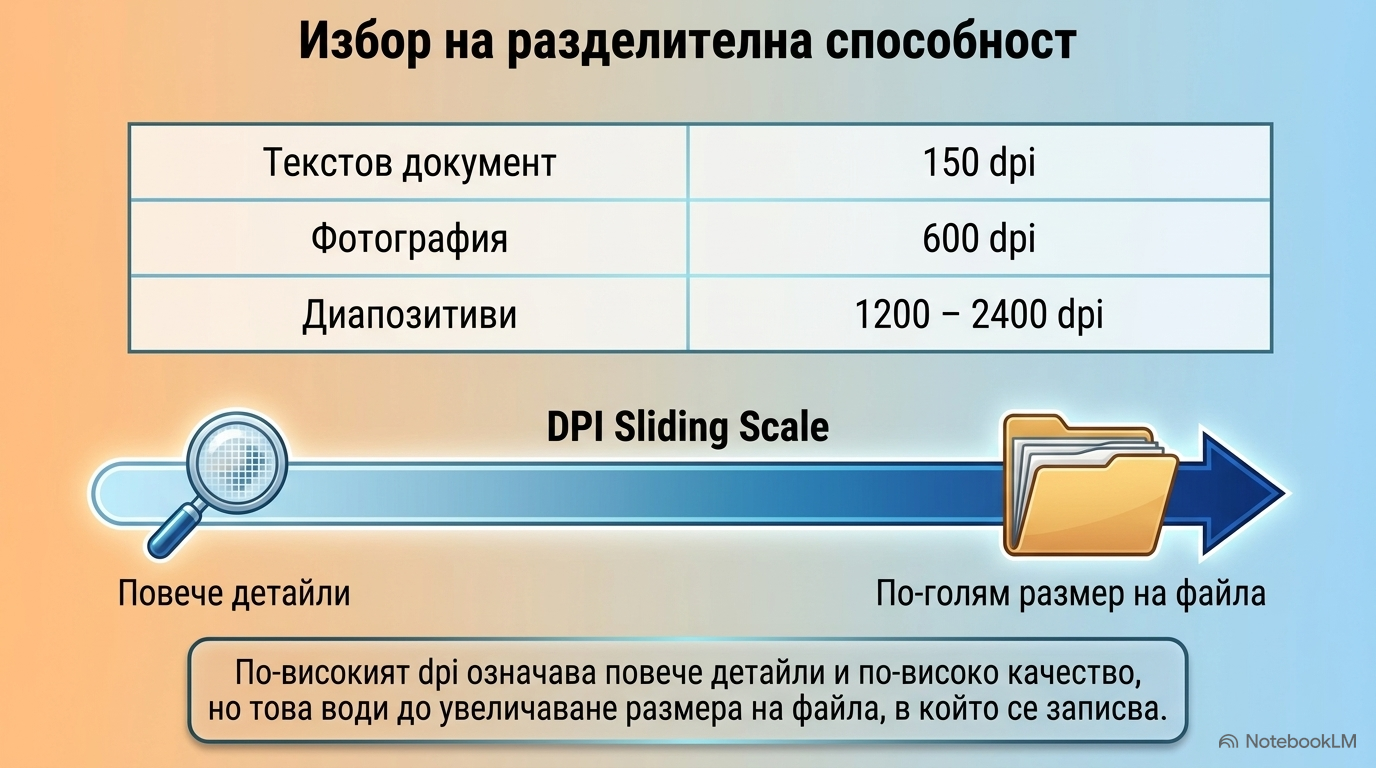 Избор на разделителна способност
Текстов документ 150 dpi
Фотография 600 dpi
Диапозитиви 1200 – 2400 dpi
DPI Sliding Scale
Повече детайли По-голям размер на файла
По-високият dpi означава повече детайли и по-високо качество,
но това води до увеличаване размера на файла, в който се записва.
NotebookLM